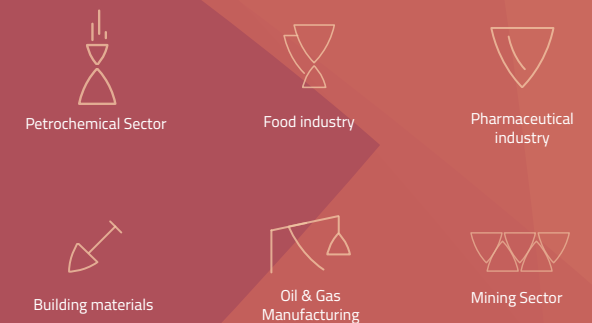 Petrochemical Sector
Food industry
Pharmaceutical
industry
Building materials
Oil & Gas
Manufacturing
Mining Sector